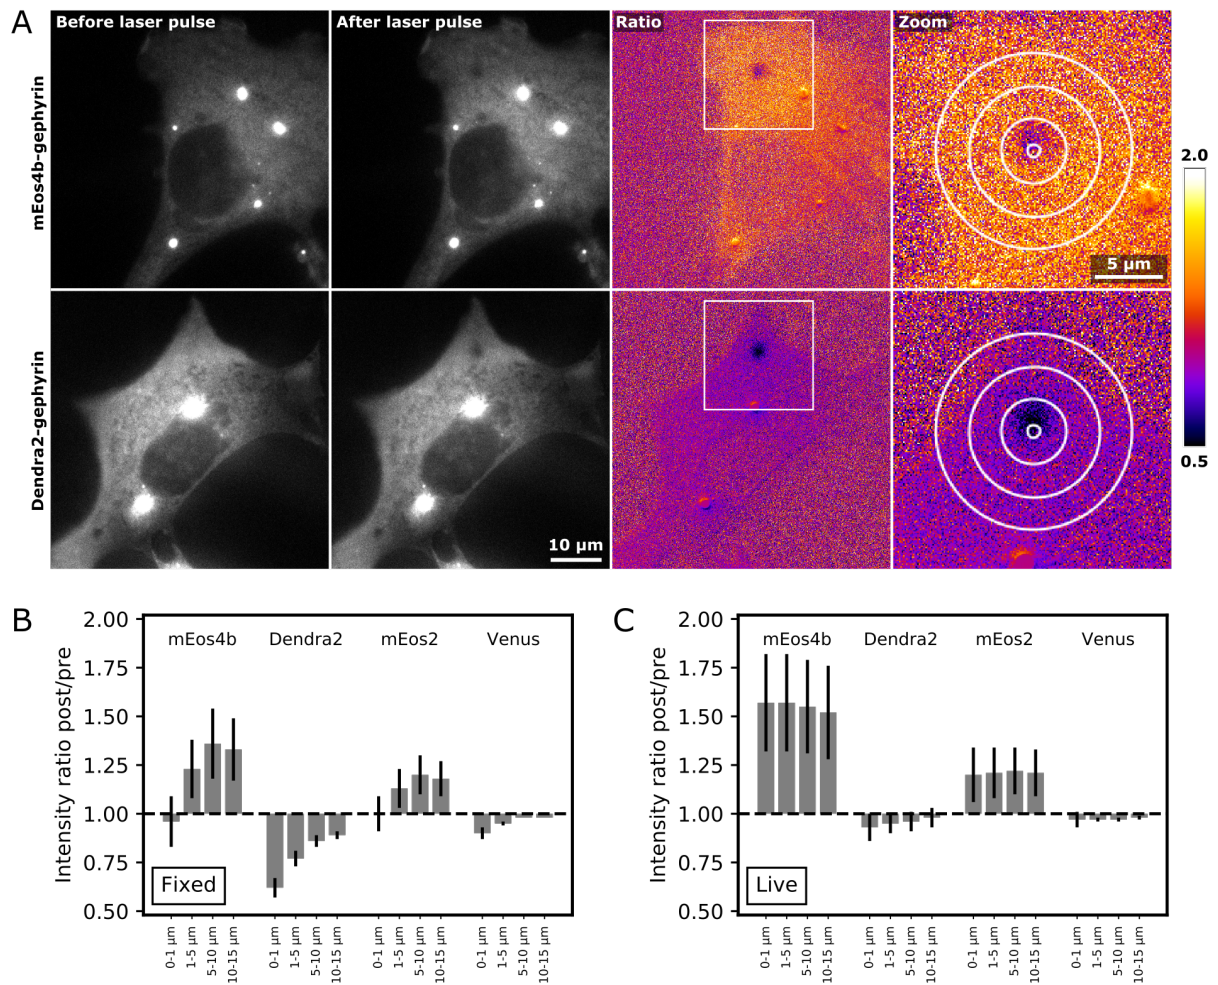 A
Before laser pulse
After laser pulse
Ratio
Zoom
mEos4b-gephyrin
5 µm
2.0
0.5
Dendra2-gephyrin
10 µm
B
Intensity ratio post/pre
2.00
1.75
1.50
1.25
1.00
0.75
0.50
mEos4b
Dendra2
mEos2
Venus
Fixed
0-1 µm
1-5 µm
5-10 µm
10-15 µm
0-1 µm
1-5 µm
5-10 µm
10-15 µm
0-1 µm
1-5 µm
5-10 µm
10-15 µm
0-1 µm
1-5 µm
5-10 µm
10-15 µm
C
Intensity ratio post/pre
2.00
1.75
1.50
1.25
1.00
0.75
0.50
mEos4b
Dendra2
mEos2
Venus
Live
0-1 µm
1-5 µm
5-10 µm
10-15 µm
0-1 µm
1-5 µm
5-10 µm
10-15 µm
0-1 µm
1-5 µm
5-10 µm
10-15 µm
0-1 µm
1-5 µm
5-10 µm
10-15 µm